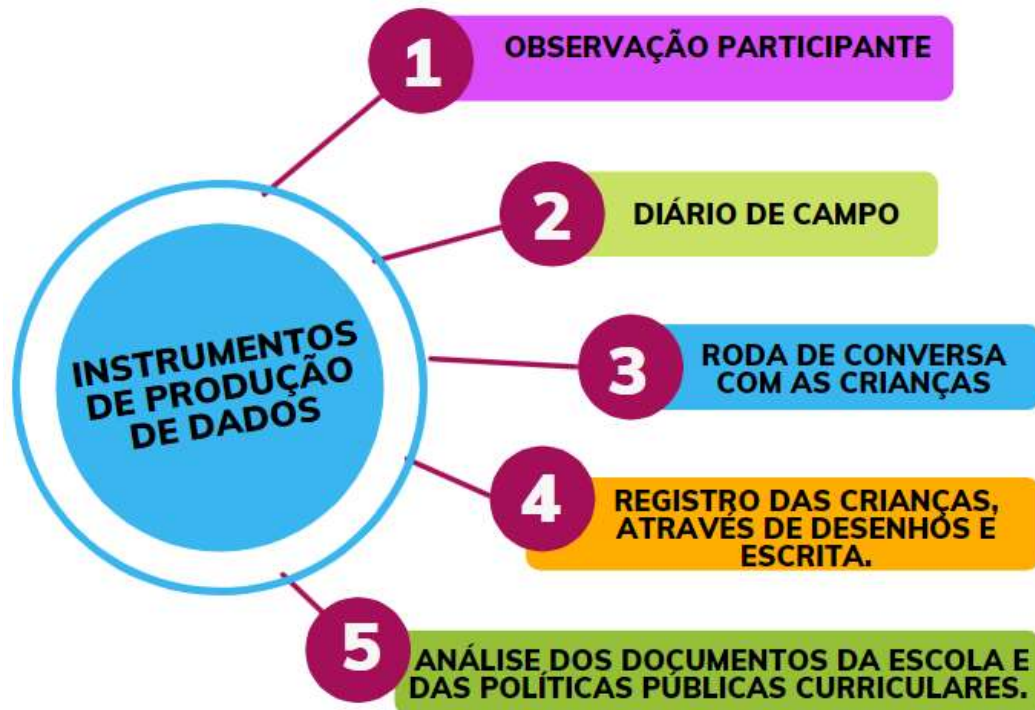 1
OBSERVAÇÃO PARTICIPANTE
2
DIÁRIO DE CAMPO
INSTRUMENTOS
DE PRODUÇÃO
DE DADOS
3
RODA DE CONVERSA
COM AS CRIANÇAS
4
REGISTRO DAS CRIANÇAS,
ATRAVÉS DE DESENHOS E
ESCRITA.
5
ANÁLISE DOS DOCUMENTOS DA ESCOLA E
DAS POLÍTICAS PÚBLICAS CURRICULARES.